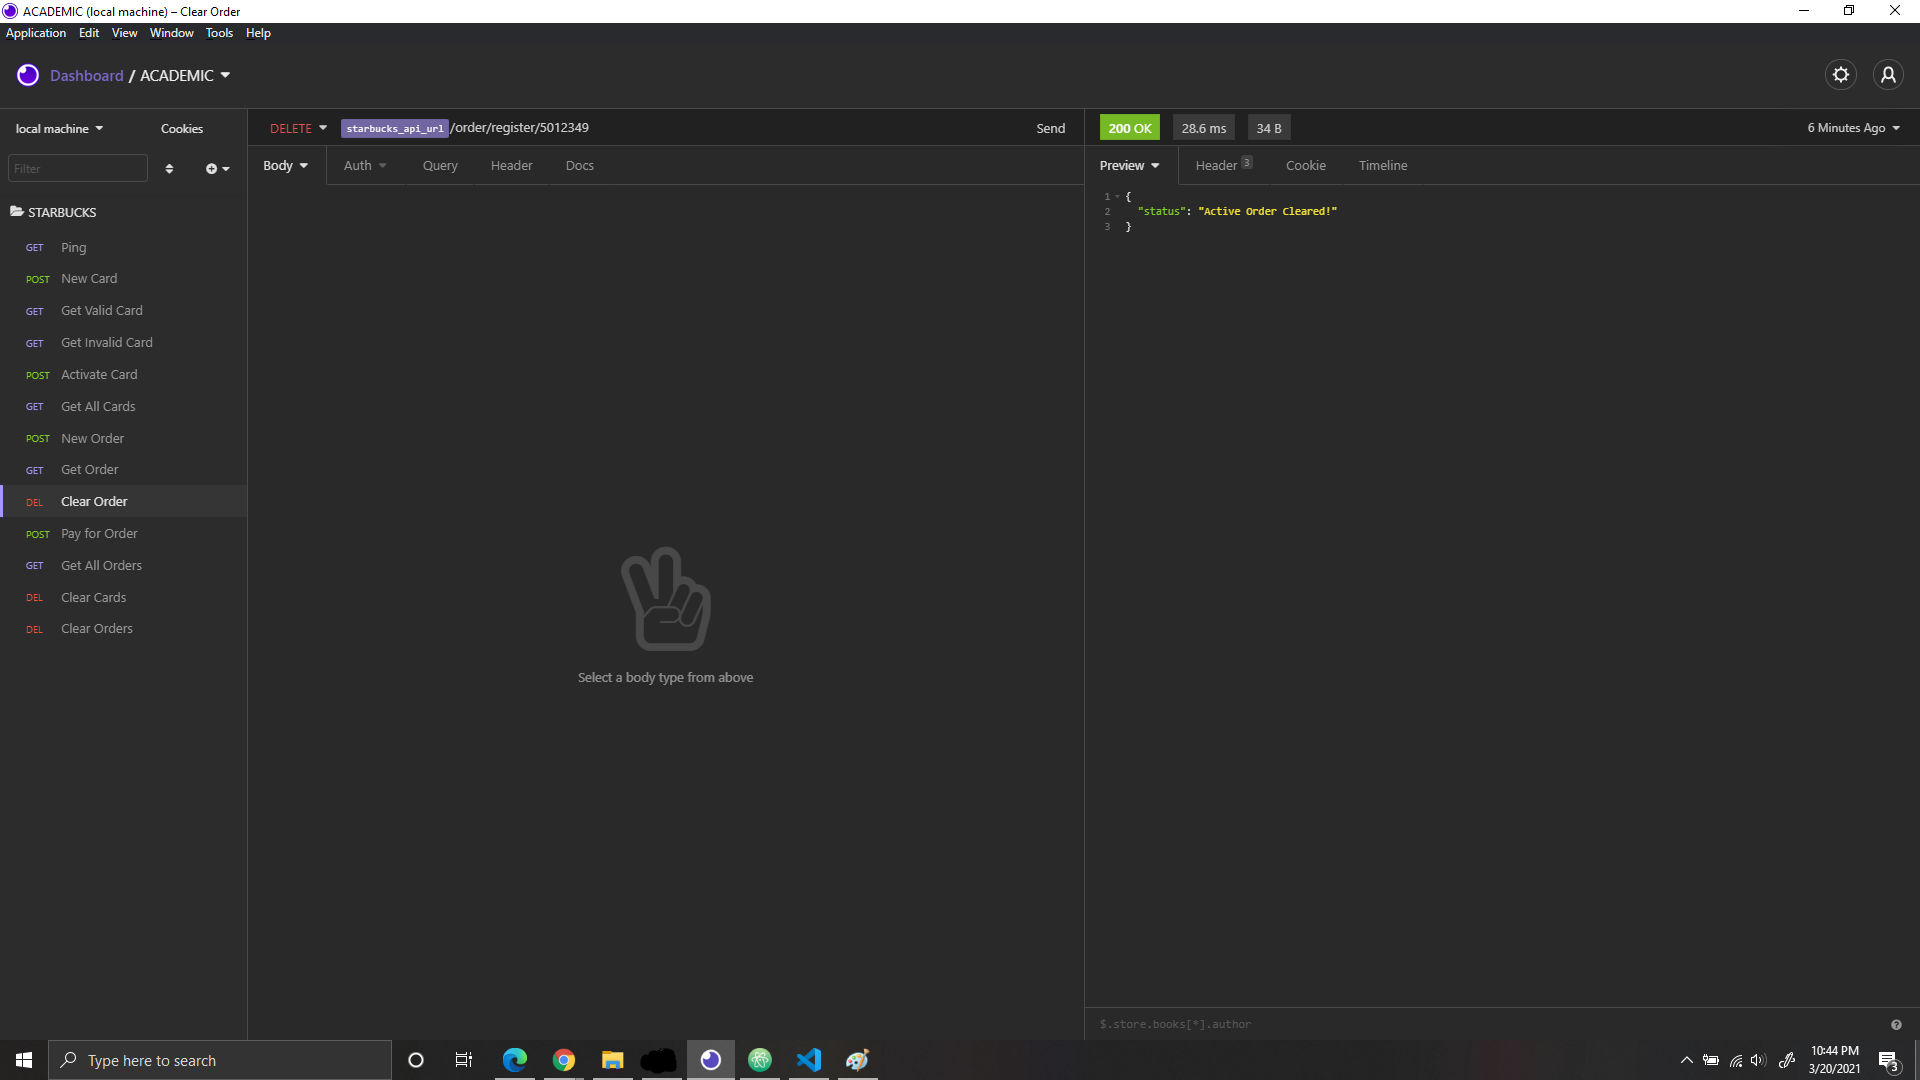 ACADEMIC (local machine) – Clear Order
Application Edit View Window Tools Help
Dashboard / ACADEMIC
local machine Cookies
Filter
STARBUCKS
GET Ping
POST New Card
GET Get Valid Card
GET Get Invalid Card
POST Activate Card
GET Get All Cards
POST New Order
GET Get Order
DEL Clear Order
POST Pay for Order
GET Get All Orders
DEL Clear Cards
DEL Clear Orders
DELETE starbucks_api_url/order/register/5012349 Send
Body Auth Query Header Docs
Select a body type from above
200 OK 28.6 ms 34 B 6 Minutes Ago
Preview Header 3 Cookie Timeline
1 {
2 "status": "Active Order Cleared!"
3 }
$.store.books[*].author
Type here to search
10:44 PM
3/20/2021
3